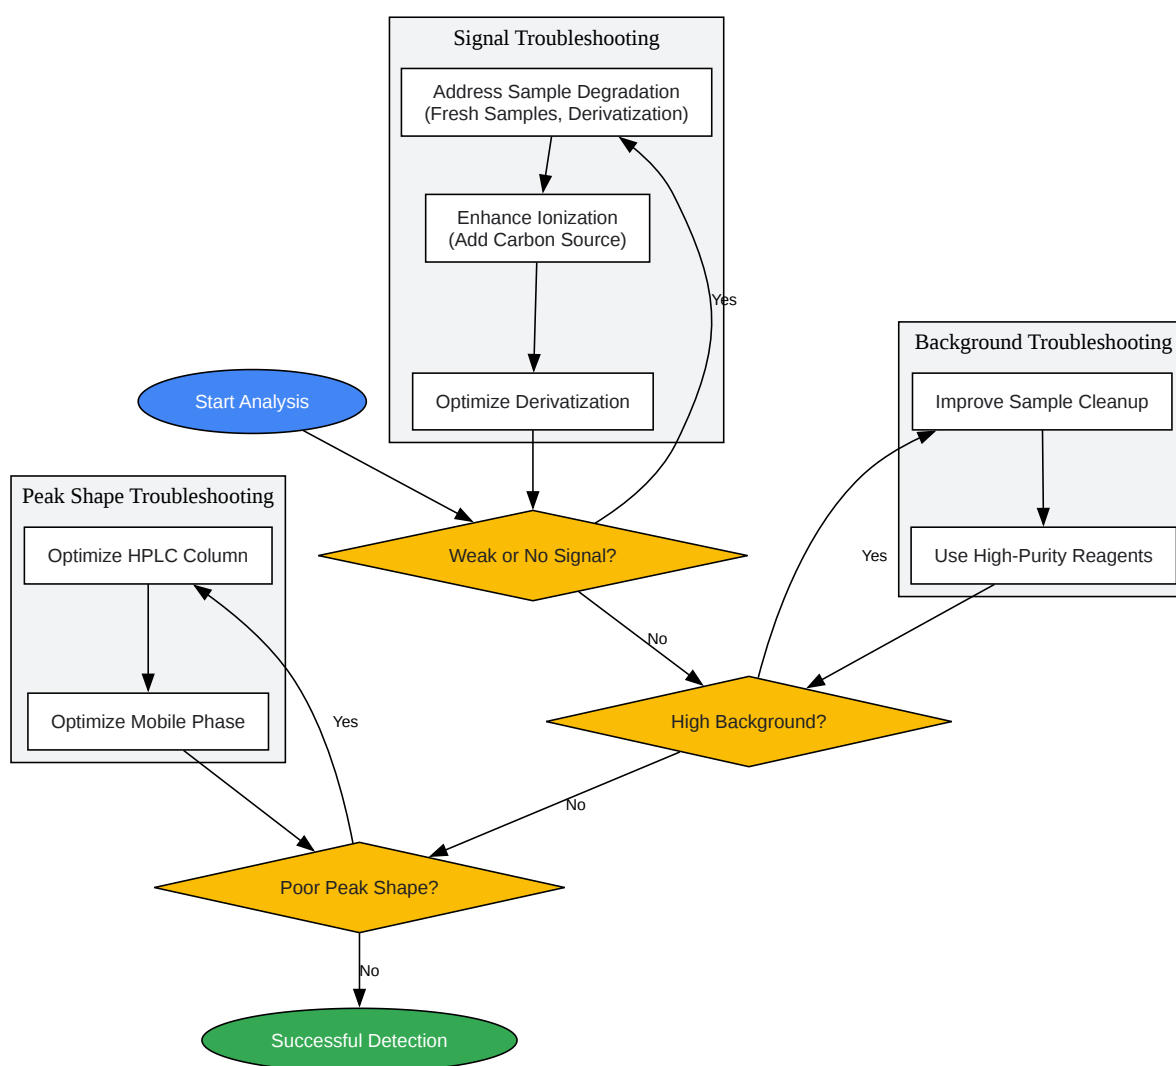 Signal Troubleshooting
Address Sample Degradation
(Fresh Samples, Derivatization)
Enhance Ionization
(Add Carbon Source)
Yes
Background Troubleshooting
Start Analysis
Optimize Derivatization
Improve Sample Cleanup
Peak Shape Troubleshooting
Optimize HPLC Column
Weak or No Signal?
Yes
Use High-Purity Reagents
No
Optimize Mobile Phase
Yes
High Background?
No
Poor Peak Shape?
No
Successful Detection